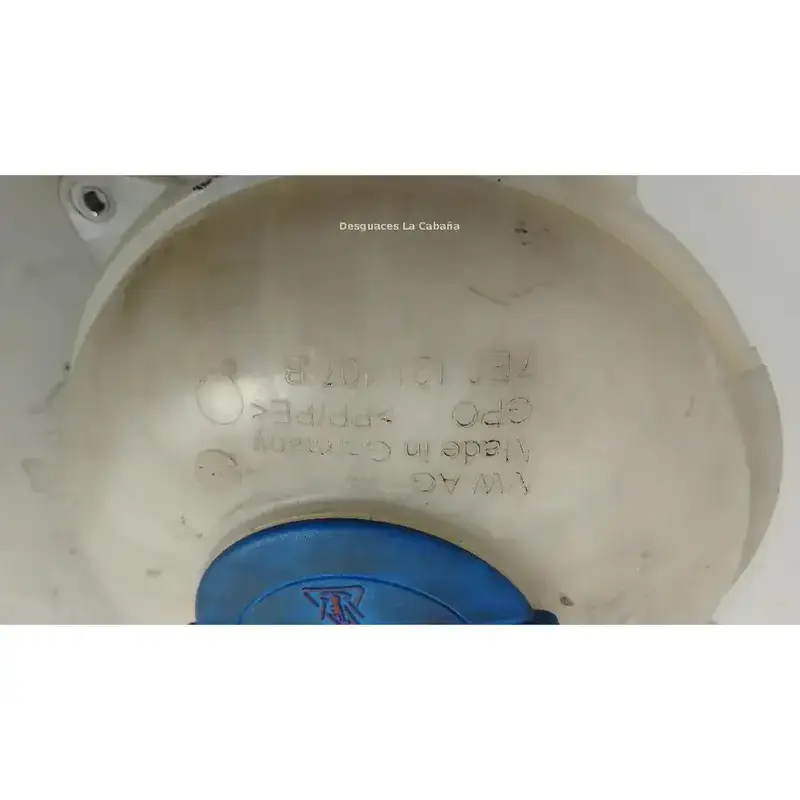 Desguaces La Cabaña
VW AG
Made in Germany
GPO >PP/PE<
7E0 121 407 B